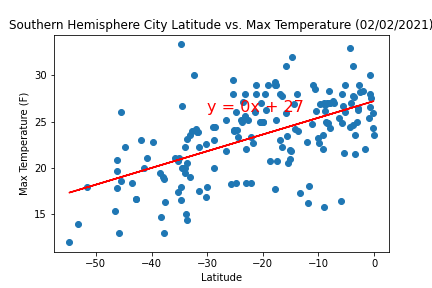 Southern Hemisphere City Latitude vs. Max Temperature (02/02/2021)
Max Temperature (F)
30
25
20
15
y = 0x + 27
−50
−40
−30
−20
−10
0
Latitude